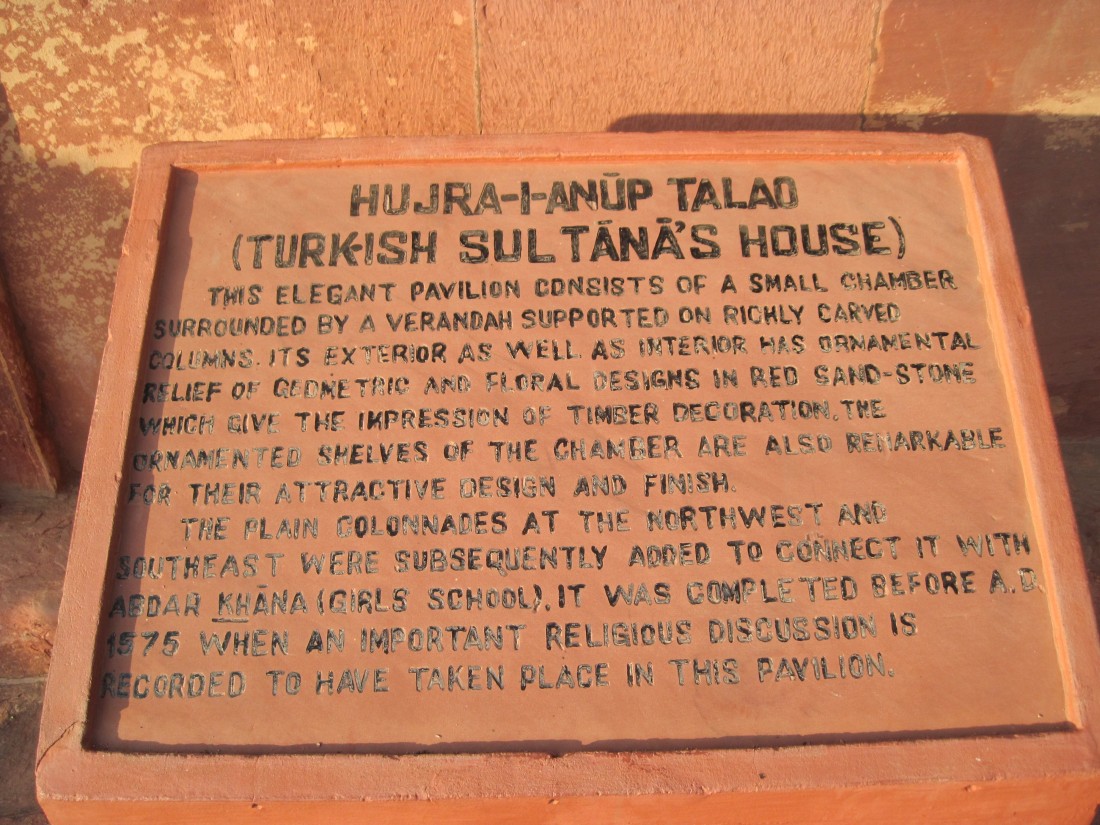 HUJRA-I-ANŪP TALAO
(TURKISH SULTĀNĀ'S HOUSE)
THIS ELEGANT PAVILION CONSISTS OF A SMALL CHAMBER
SURROUNDED BY A VERANDAH SUPPORTED ON RICHLY CARVED
COLUMNS. ITS EXTERIOR AS WELL AS INTERIOR HAS ORNAMENTAL
RELIEF OF GEOMETRIC AND FLORAL DESIGNS IN RED SAND-STONE
WHICH GIVE THE IMPRESSION OF TIMBER DECORATION. THE
ORNAMENTED SHELVES OF THE CHAMBER ARE ALSO REMARKABLE
FOR THEIR ATTRACTIVE DESIGN AND FINISH.
THE PLAIN COLONNADES AT THE NORTHWEST AND
SOUTHEAST WERE SUBSEQUENTLY ADDED TO CONNECT IT WITH
ABDAR KHĀNA (GIRLS' SCHOOL). IT WAS COMPLETED BEFORE A.D.
1575 WHEN AN IMPORTANT RELIGIOUS DISCUSSION IS
RECORDED TO HAVE TAKEN PLACE IN THIS PAVILION.